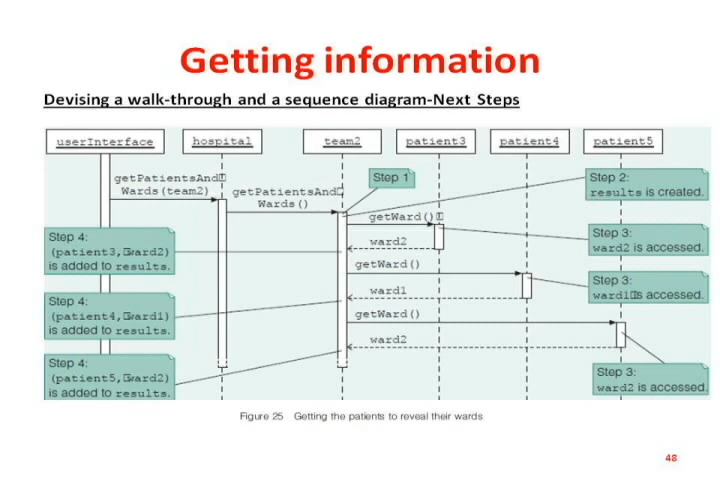 Getting information
Devising a walk-through and a sequence diagram-Next Steps
userInterface
hospital
team2
patient3
patient4
patient5
getPatientsAnd
Wards(team2)
getPatientsAnd
Wards()
Step 1
Step 2:
results is created.
getWard()
ward2
Step 3:
ward2 is accessed.
Step 4:
(patient3, ward2)
is added to results.
getWard()
ward1
Step 3:
ward1 is accessed.
Step 4:
(patient4, ward1)
is added to results.
getWard()
ward2
Step 4:
(patient5, ward2)
is added to results.
Step 3:
ward2 is accessed.
Figure 25 Getting the patients to reveal their wards
48